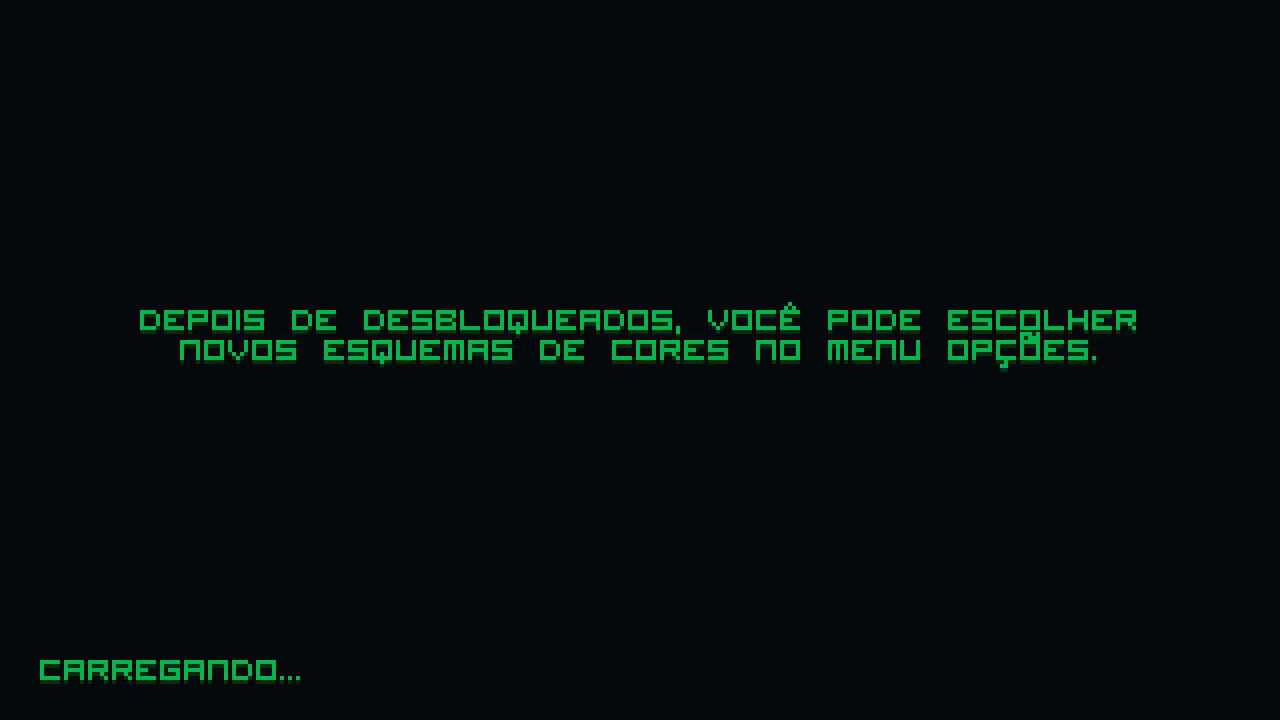 DEPOIS DE DESBLOQUEADOS, VOCÊ PODE ESCOLHER
NOVOS ESQUEMAS DE CORES NO MENU OPÇÕES.
CARREGANDO...